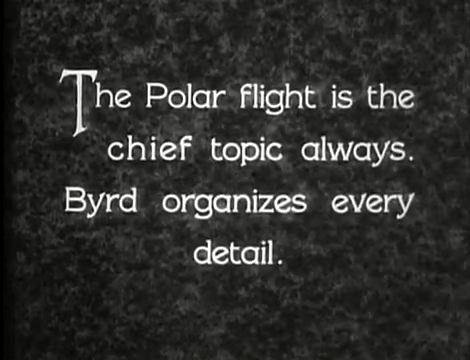 The Polar flight is the
chief topic always.
Byrd organizes every
detail.